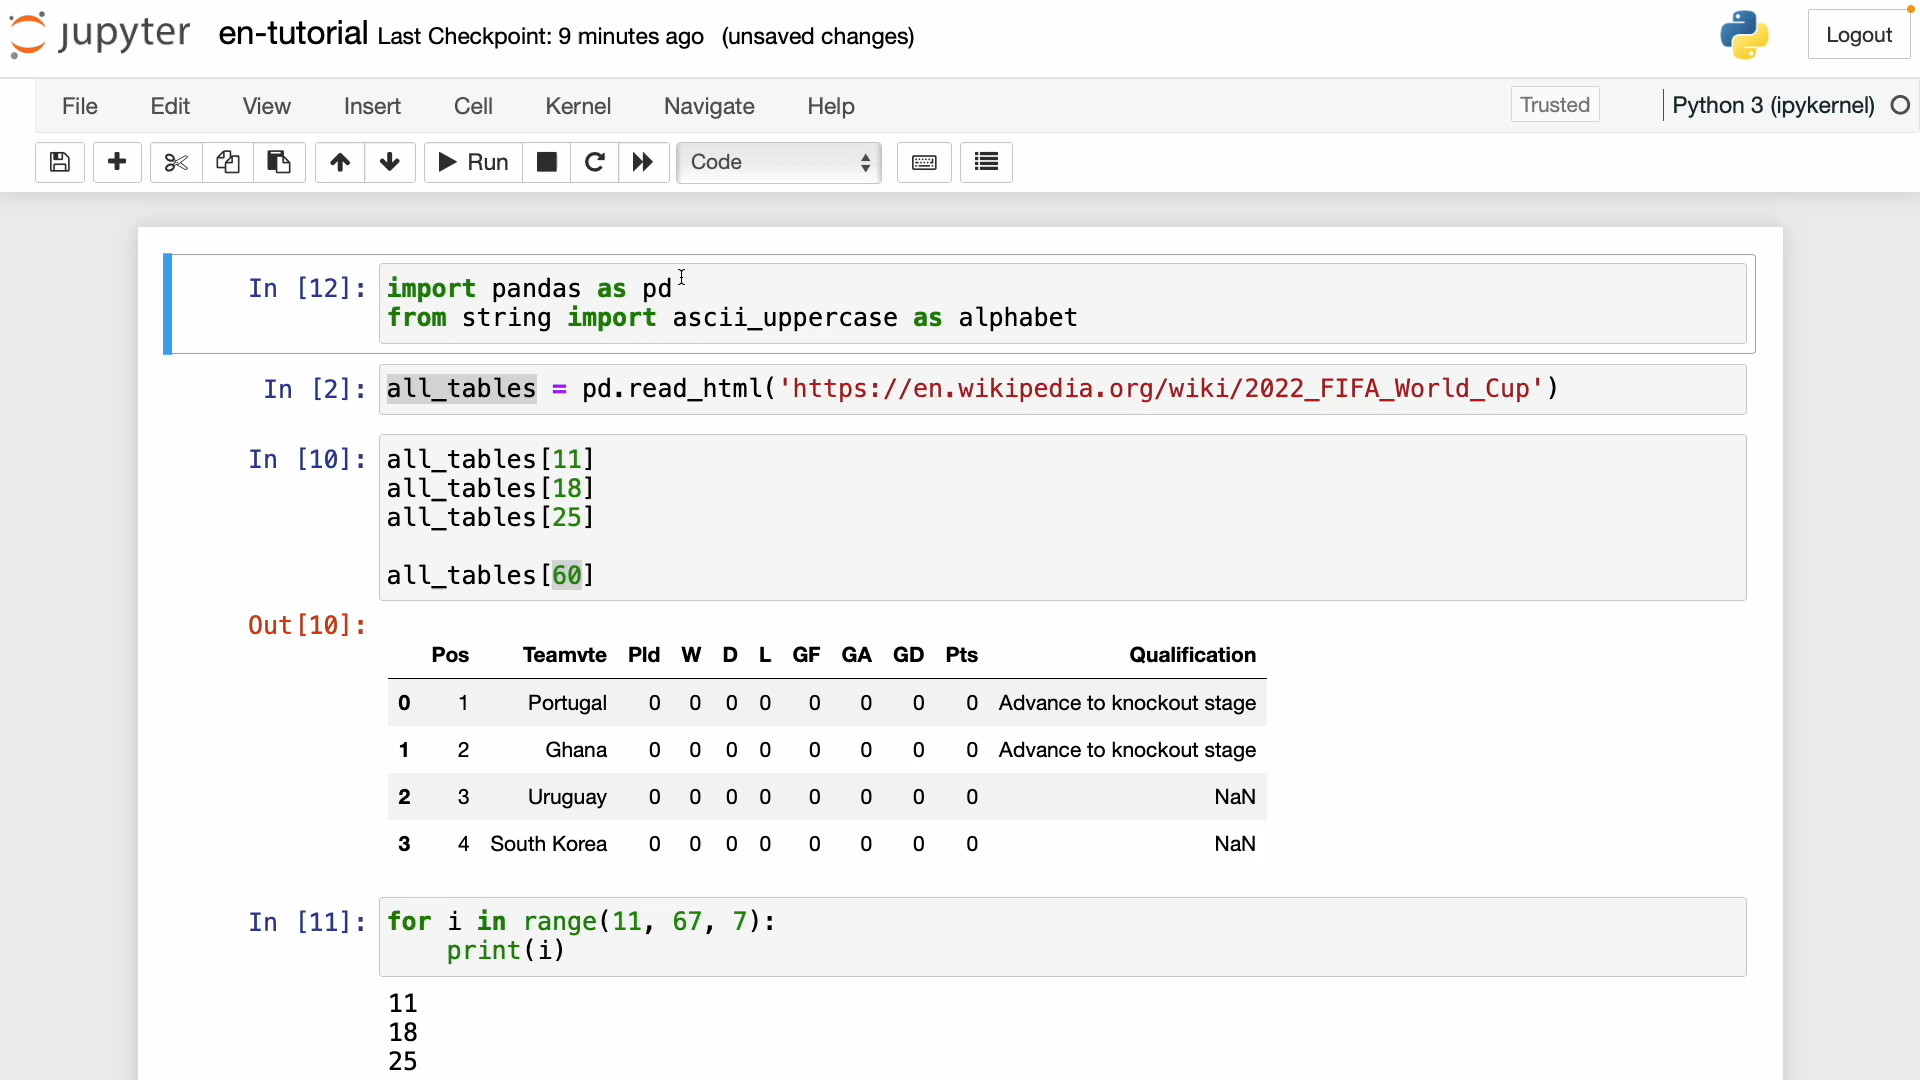 jupyter en-tutorial Last Checkpoint: 9 minutes ago (unsaved changes) Logout
File Edit View Insert Cell Kernel Navigate Help Trusted Python 3 (ipykernel)
Run Code
In [12]: import pandas as pd
from string import ascii_uppercase as alphabet
In [2]: all_tables = pd.read_html('https://en.wikipedia.org/wiki/2022_FIFA_World_Cup')
In [10]: all_tables[11]
all_tables[18]
all_tables[25]
all_tables[60]
Out[10]:
Pos Teamvte Pld W D L GF GA GD Pts Qualification
0 1 Portugal 0 0 0 0 0 0 0 0 Advance to knockout stage
1 2 Ghana 0 0 0 0 0 0 0 0 Advance to knockout stage
2 3 Uruguay 0 0 0 0 0 0 0 0 NaN
3 4 South Korea 0 0 0 0 0 0 0 0 NaN
In [11]: for i in range(11, 67, 7):
print(i)
11
18
25